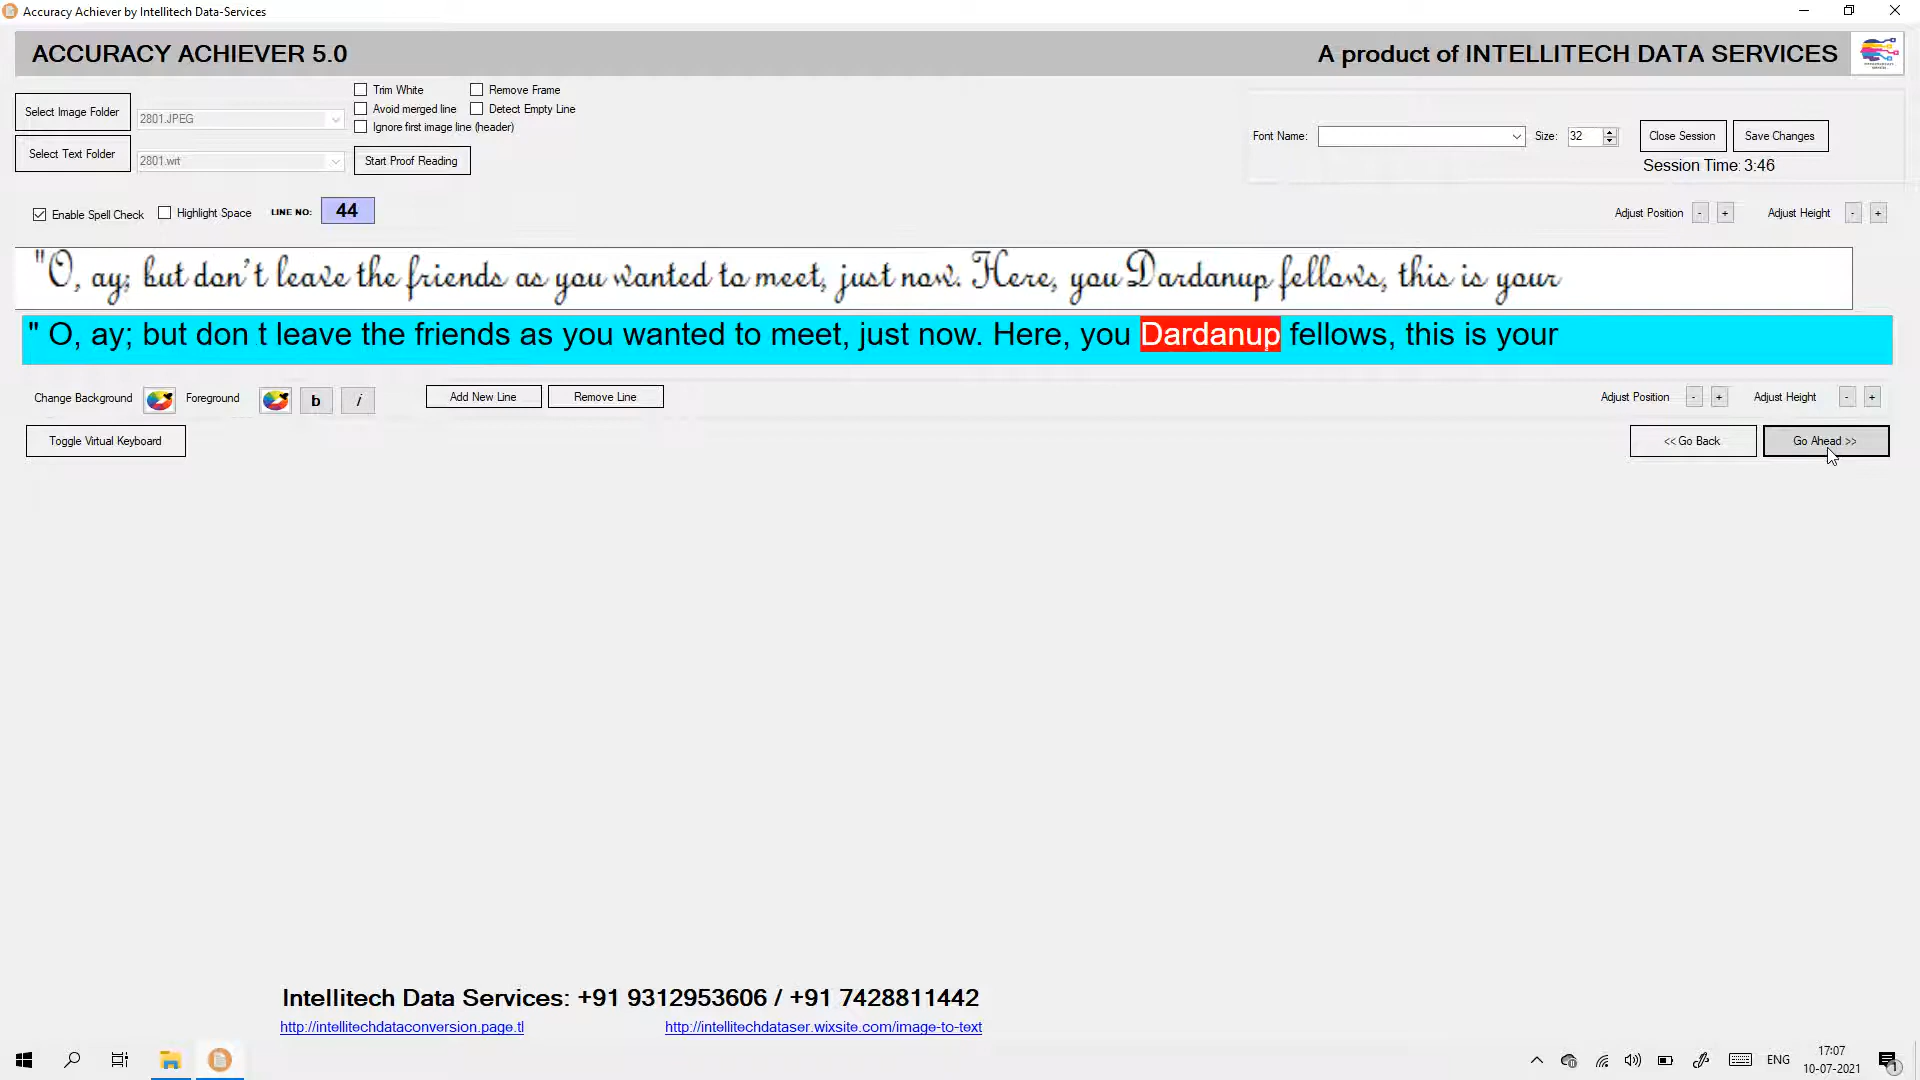 Accuracy Achiever by Intellitech Data-Services
ACCURACY ACHIEVER 5.0
A product of INTELLITECH DATA SERVICES
Select Image Folder
2801.JPEG
Trim White
Remove Frame
Avoid merged line
Detect Empty Line
Ignore first image line (header)
Select Text Folder
2801.wrt
Start Proof Reading
Font Name:
Size:
32
Close Session
Save Changes
Session Time: 3:46
Enable Spell Check
Highlight Space
LINE NO:
44
Adjust Position
-
+
Adjust Height
-
+
"O, ay; but don't leave the friends as you wanted to meet, just now. Here, you Dardanup fellows, this is your
" O, ay; but don t leave the friends as you wanted to meet, just now. Here, you Dardanup fellows, this is your
Change Background
Foreground
b
i
Add New Line
Remove Line
Adjust Position
-
+
Adjust Height
-
+
Toggle Virtual Keyboard
<< Go Back
Go Ahead >>
Intellitech Data Services: +91 9312953606 / +91 7428811442
http://intellitechdataconversion.page.tl
http://intellitechdataser.wixsite.com/image-to-text
ENG
17:07
10-07-2021
1